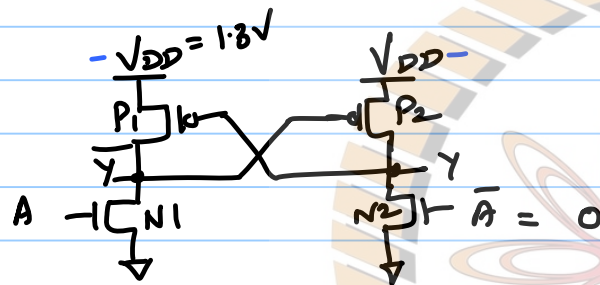 - VDD = 1.8V VDD -
P1 P2
Y̅ Y
A N1 N2 A̅ = 0